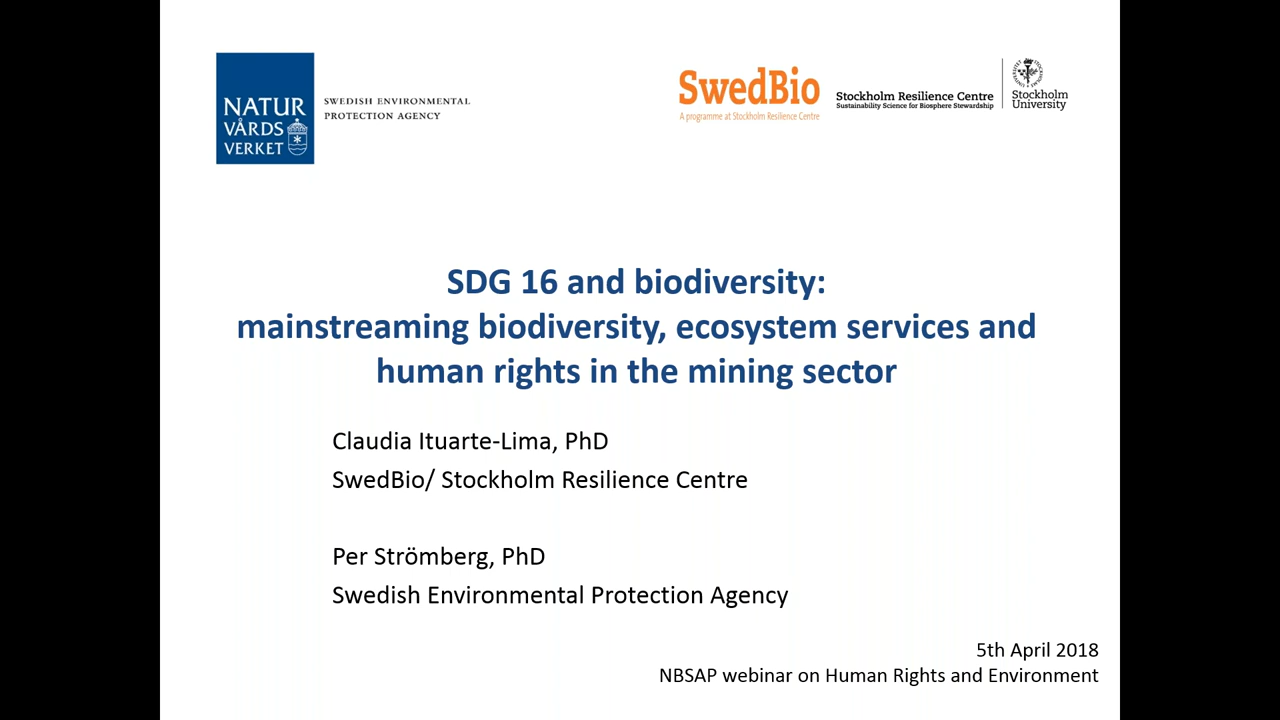 NATUR
VÅRDS
VERKET
SWEDISH ENVIRONMENTAL
PROTECTION AGENCY
SwedBio
A programme at Stockholm Resilience Centre
Stockholm Resilience Centre
Sustainability Science for Biosphere Stewardship
Stockholm
University
SDG 16 and biodiversity:
mainstreaming biodiversity, ecosystem services and
human rights in the mining sector
Claudia Ituarte-Lima, PhD
SwedBio/ Stockholm Resilience Centre
Per Strömberg, PhD
Swedish Environmental Protection Agency
5th April 2018
NBSAP webinar on Human Rights and Environment